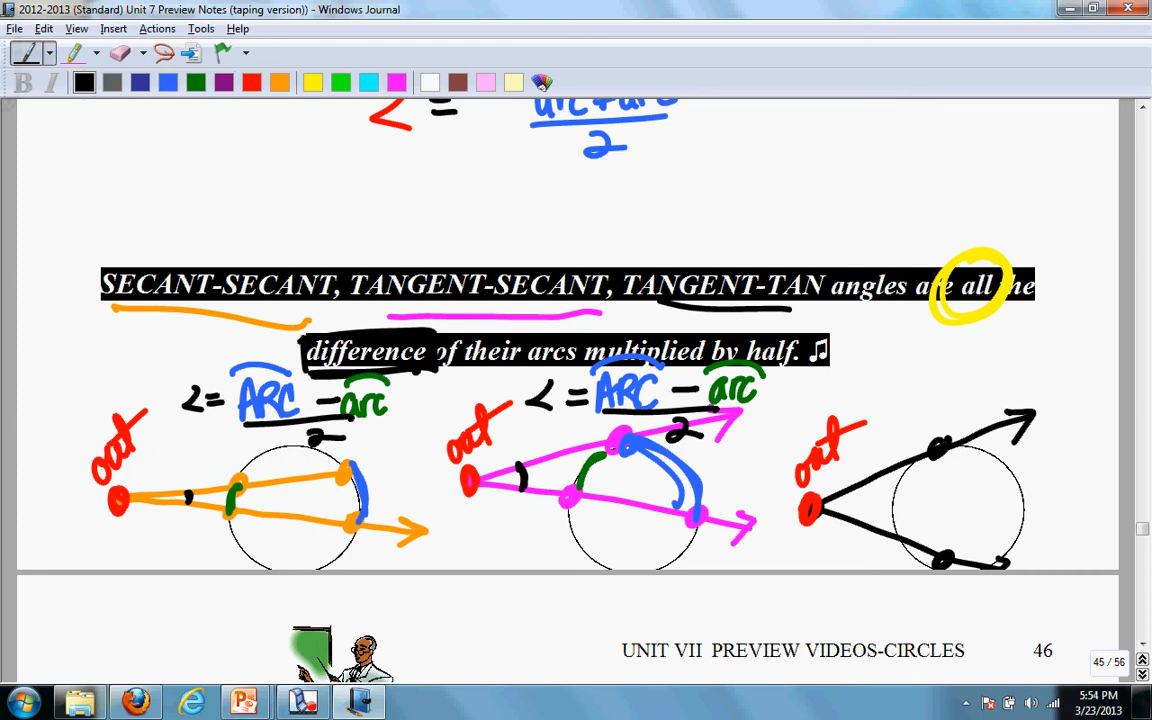 2012-2013 (Standard) Unit 7 Preview Notes (taping version)) - Windows Journal
File Edit View Insert Actions Tools Help
B I
∠ = arc + arc
2
SECANT-SECANT, TANGENT-SECANT, TANGENT-TAN angles are all the
difference of their arcs multiplied by half. ♫
∠ = ARC - arc
2
∠ = ARC - arc
2
out
out
out
UNIT VII PREVIEW VIDEOS-CIRCLES 46
45 / 56
5:54 PM
3/23/2013